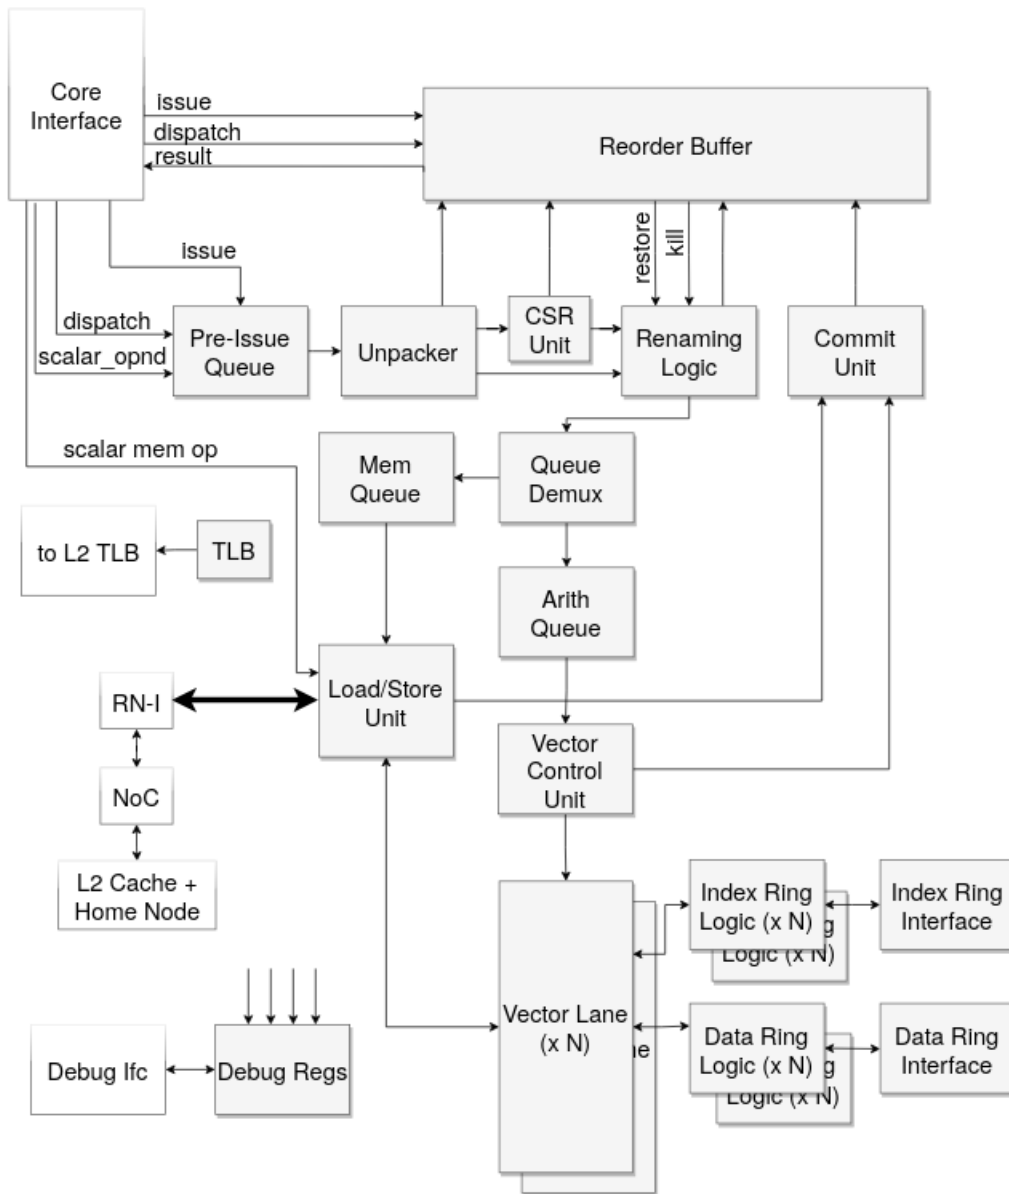 Core
Interface
issue
dispatch
result
Reorder Buffer
issue
restore
kill
dispatch
scalar_opnd
Pre-Issue
Queue
Unpacker
CSR
Unit
Renaming
Logic
Commit
Unit
scalar mem op
Mem
Queue
Queue
Demux
to L2 TLB
TLB
Arith
Queue
RN-I
Load/Store
Unit
Vector
Control
Unit
NoC
L2 Cache +
Home Node
Index Ring
Logic (x N)
g
Logic (x N)
Index Ring
Interface
Vector Lane
(x N)
ne
Data Ring
Logic (x N)
g
Logic (x N)
Data Ring
Interface
Debug Ifc
Debug Regs